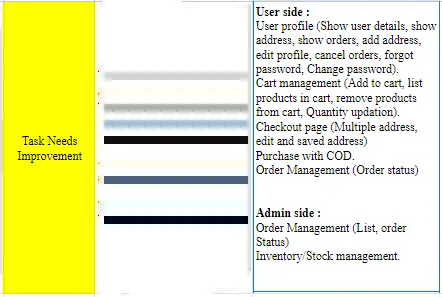 Task Needs
Improvement
User side :
User profile (Show user details, show
address, show orders, add address,
edit profile, cancel orders, forgot
password, Change password).
Cart management (Add to cart, list
products in cart, remove products
from cart, Quantity updation).
Checkout page (Multiple address,
edit and saved address)
Purchase with COD.
Order Management (Order status)
Admin side :
Order Management (List, order
Status)
Inventory/Stock management.